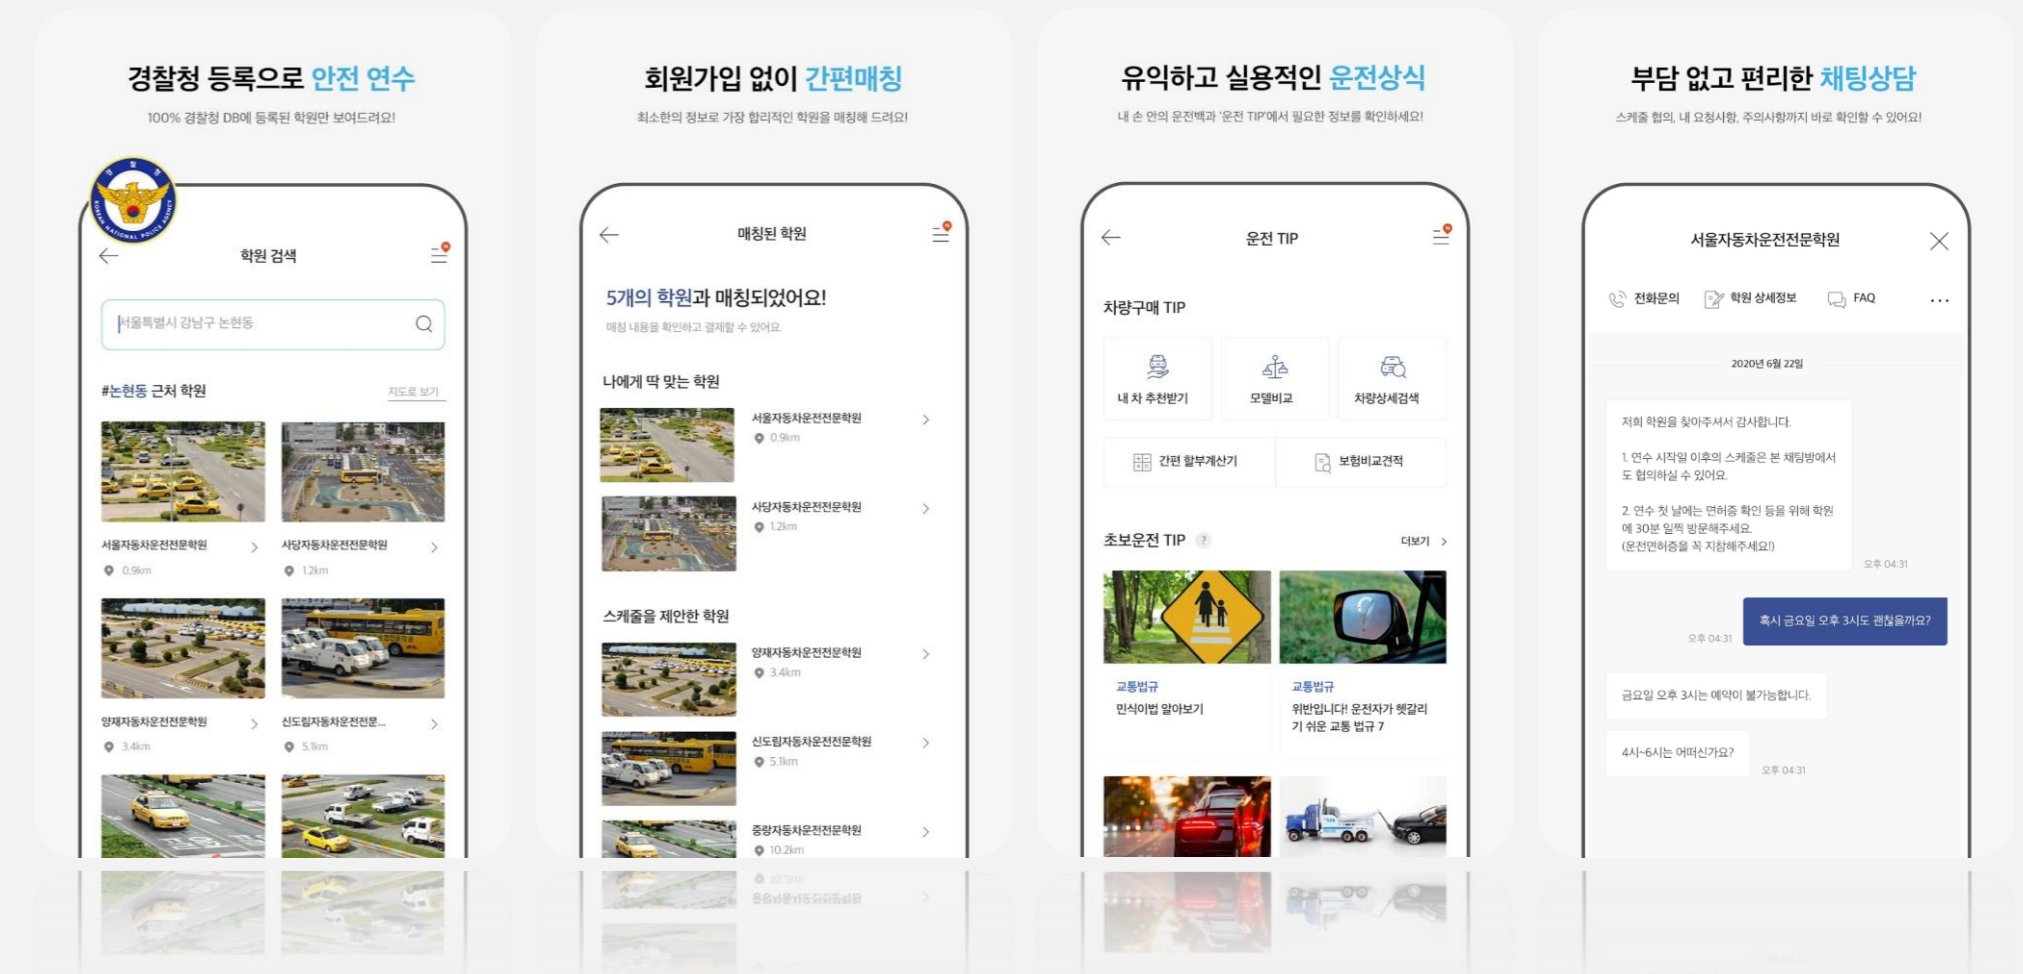 경찰청 등록으로 안전 연수
100% 경찰청 DB에 등록된 학원만 보여드려요!
경찰청
KOREAN NATIONAL POLICE AGENCY
학원 검색
서울특별시 강남구 논현동
#논현동 근처 학원
지도로 보기
서울자동차운전전문학원
0.9km
사당자동차운전전문학원
1.2km
양재자동차운전전문학원
3.4km
신도림자동차운전전문...
5.1km
회원가입 없이 간편매칭
최소한의 정보로 가장 합리적인 학원을 매칭해 드려요!
매칭된 학원
5개의 학원과 매칭되었어요!
매칭 내용을 확인하고 결제할 수 있어요.
나에게 딱 맞는 학원
서울자동차운전전문학원
0.9km
사당자동차운전전문학원
1.2km
스케줄을 제안한 학원
양재자동차운전전문학원
3.4km
신도림자동차운전전문학원
5.1km
중랑자동차운전전문학원
10.2km
유익하고 실용적인 운전상식
내 손 안의 운전백과 '운전 TIP'에서 필요한 정보를 확인하세요!
운전 TIP
차량구매 TIP
내 차 추천받기
모델비교
차량상세검색
간편 할부계산기
보험비교견적
초보운전 TIP ?
더보기
교통법규
민식이법 알아보기
교통법규
위반입니다! 운전자가 헷갈리
기 쉬운 교통 법규 7
부담 없고 편리한 채팅상담
스케줄 협의, 내 요청사항, 주의사항까지 바로 확인할 수 있어요!
서울자동차운전전문학원
전화문의
학원 상세정보
FAQ
2020년 6월 22일
저희 학원을 찾아주셔서 감사합니다.
1. 연수 시작일 이후의 스케줄은 본 채팅방에서
도 협의하실 수 있어요.
2. 연수 첫 날에는 면허증 확인 등을 위해 학원
에 30분 일찍 방문해주세요.
(운전면허증을 꼭 지참해주세요!)
오후 04:31
혹시 금요일 오후 3시도 괜찮을까요?
오후 04:31
금요일 오후 3시는 예약이 불가능합니다.
4시~6시는 어떠신가요?
오후 04:31